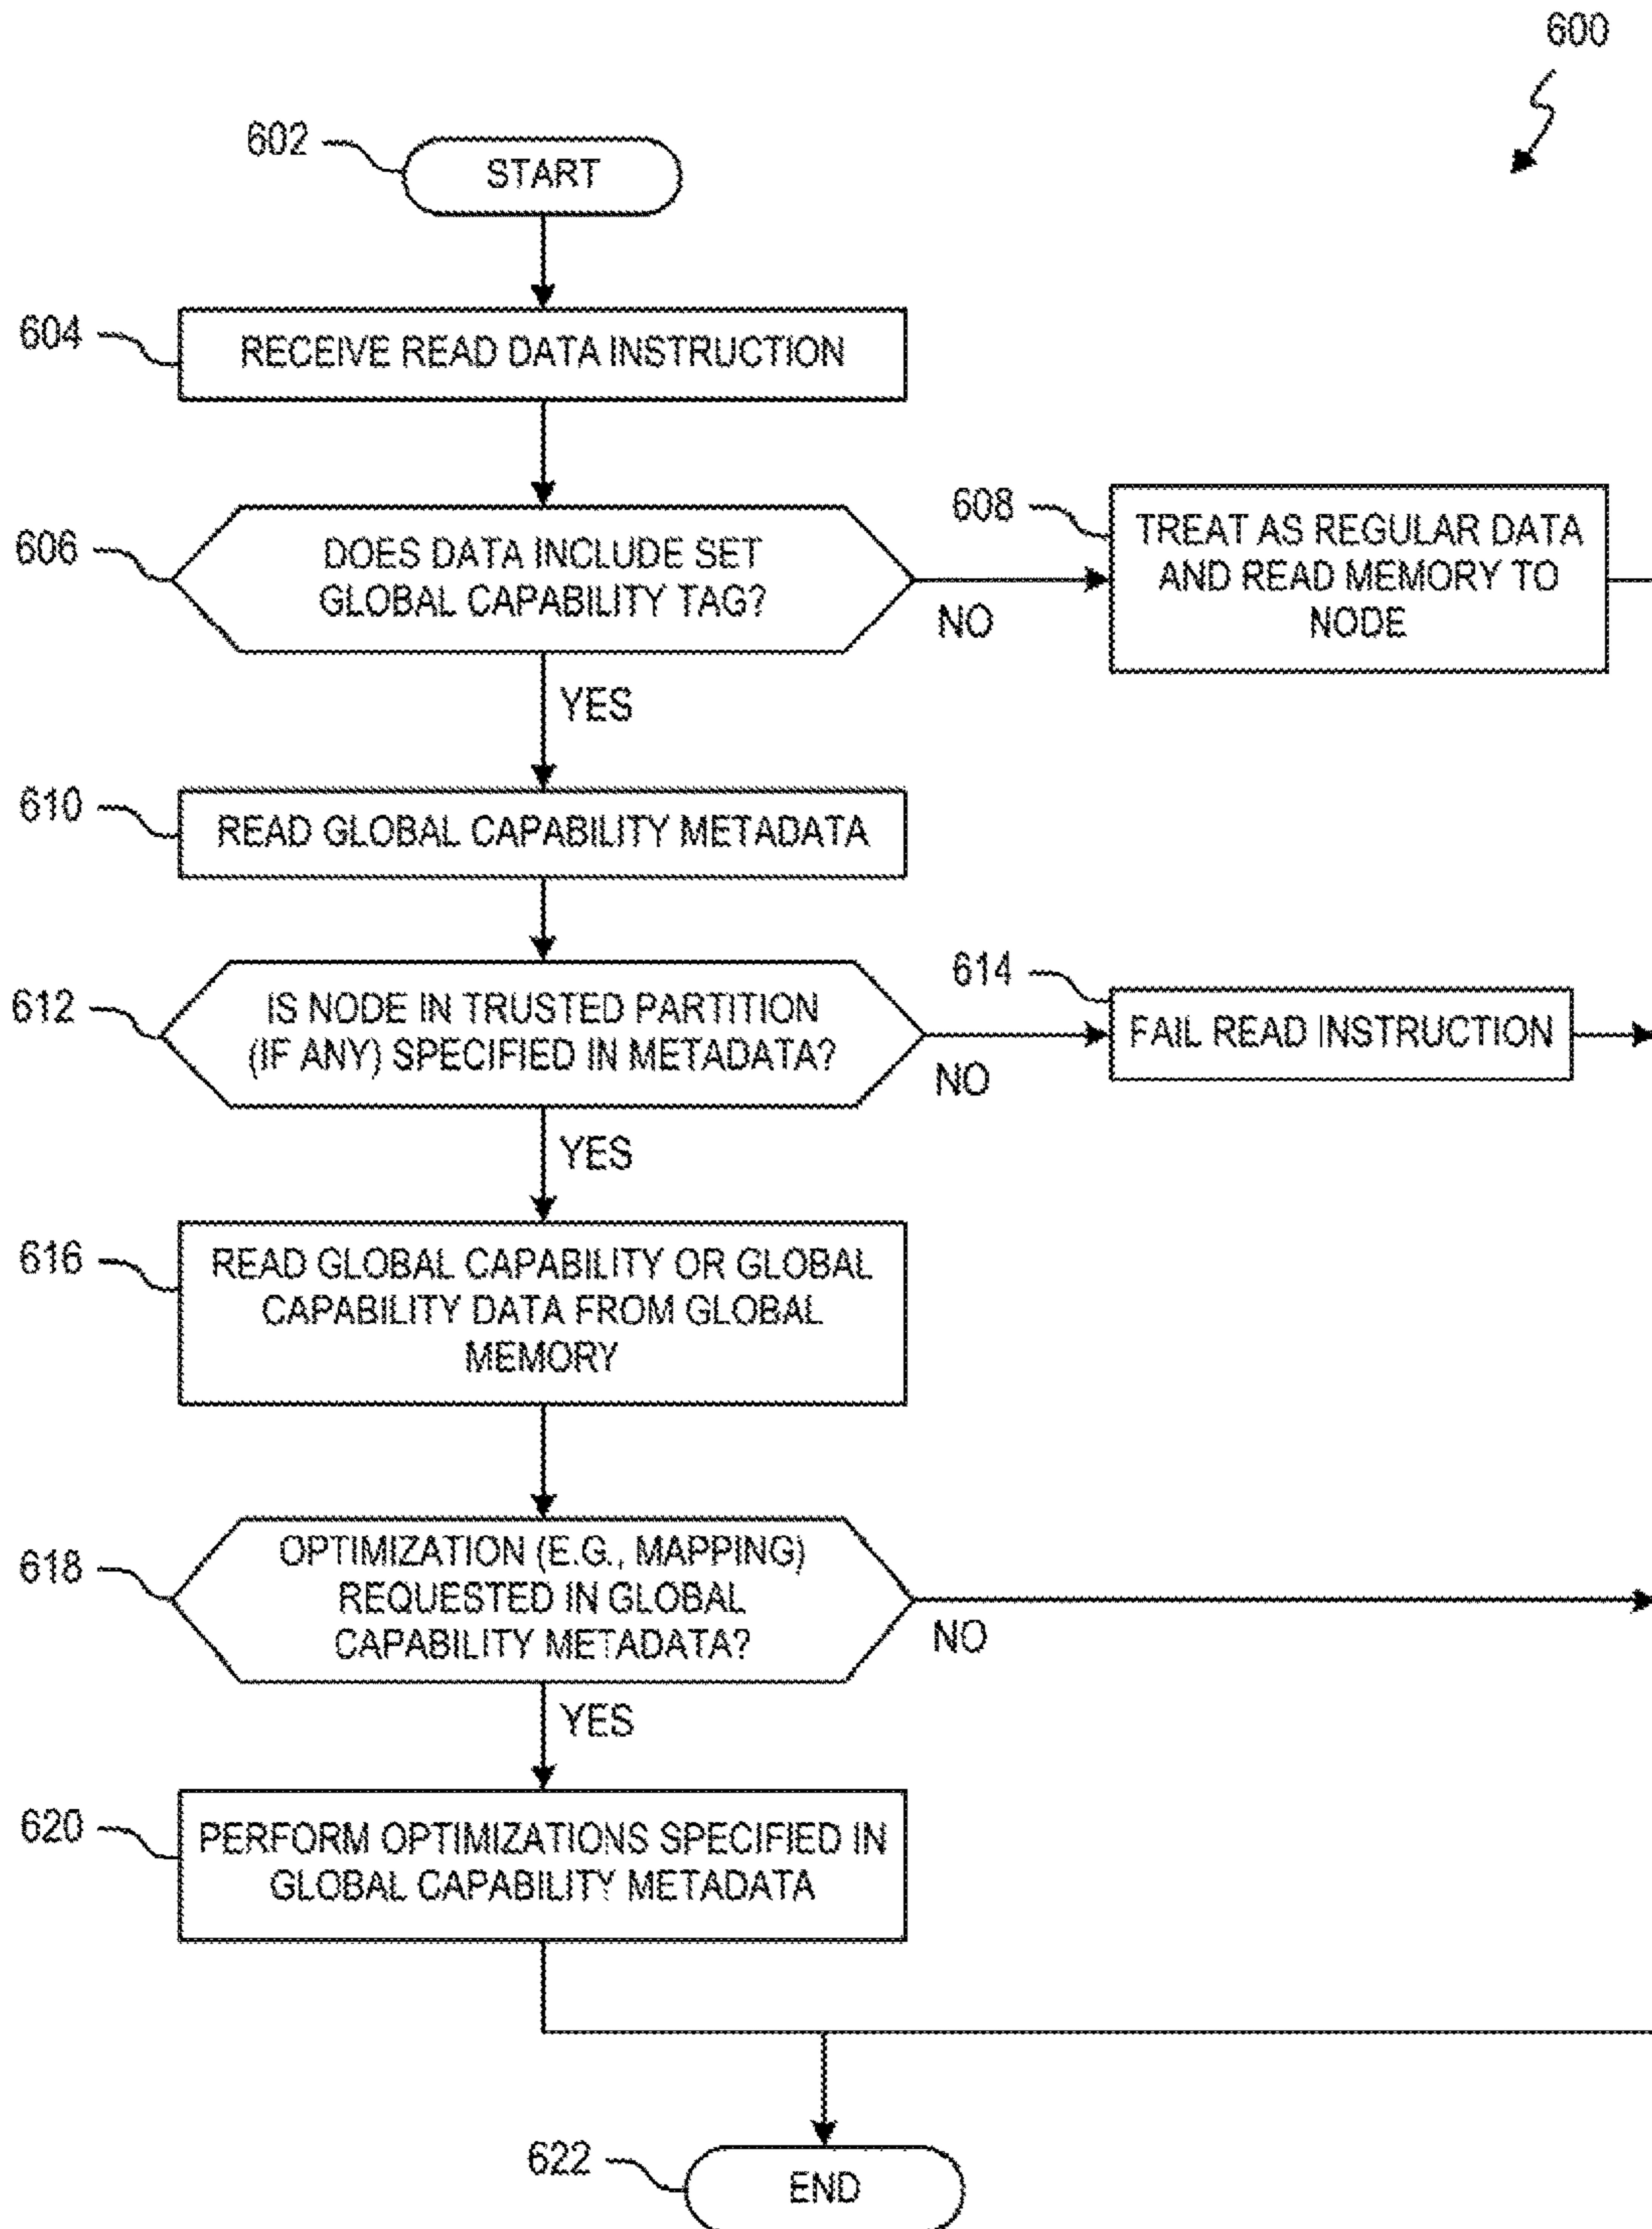 600
602
START
604
RECEIVE READ DATA INSTRUCTION
606
DOES DATA INCLUDE SET
GLOBAL CAPABILITY TAG?
NO
608
TREAT AS REGULAR DATA
AND READ MEMORY TO
NODE
YES
610
READ GLOBAL CAPABILITY METADATA
612
IS NODE IN TRUSTED PARTITION
(IF ANY) SPECIFIED IN METADATA?
NO
614
FAIL READ INSTRUCTION
YES
616
READ GLOBAL CAPABILITY OR GLOBAL
CAPABILITY DATA FROM GLOBAL
MEMORY
618
OPTIMIZATION (E.G., MAPPING)
REQUESTED IN GLOBAL
CAPABILITY METADATA?
NO
YES
620
PERFORM OPTIMIZATIONS SPECIFIED IN
GLOBAL CAPABILITY METADATA
622
END